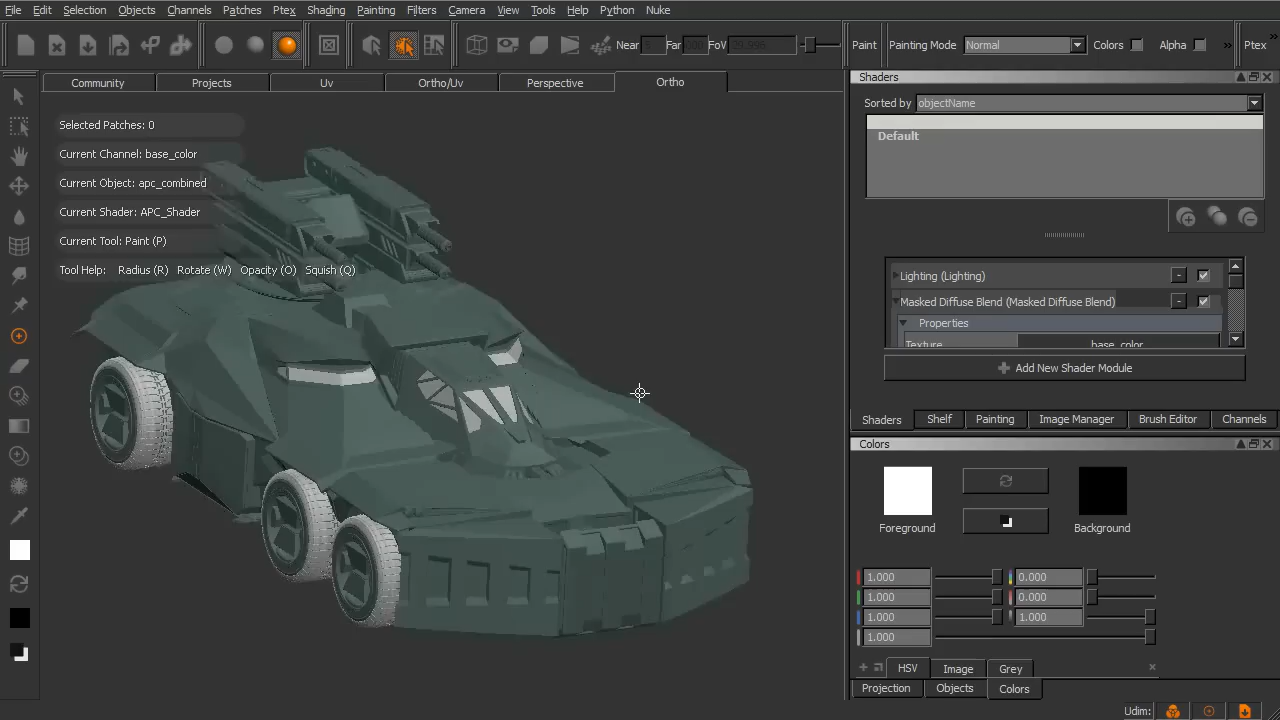 File Edit Selection Objects Channels Patches Ptex Shading Painting Filters Camera View Tools Help Python Nuke
Near Far FoV Paint Painting Mode Normal Colors Alpha » Ptex »
Shaders
Community Projects Uv Ortho/Uv Perspective Ortho
Sorted by objectName
Selected Patches: 0
Default
Current Channel: base_color
Current Object: apc_combined
Current Shader: APC_Shader
Current Tool: Paint (P)
Tool Help: Radius (R) Rotate (W) Opacity (O) Squish (Q)
Lighting (Lighting)
Masked Diffuse Blend (Masked Diffuse Blend)
Properties
Texture base_color
Add New Shader Module
Shaders Shelf Painting Image Manager Brush Editor Channels
Colors
Foreground Background
1.000 0.000
1.000 0.000
1.000 1.000
1.000
HSV Image Grey
Projection Objects Colors
Udim: